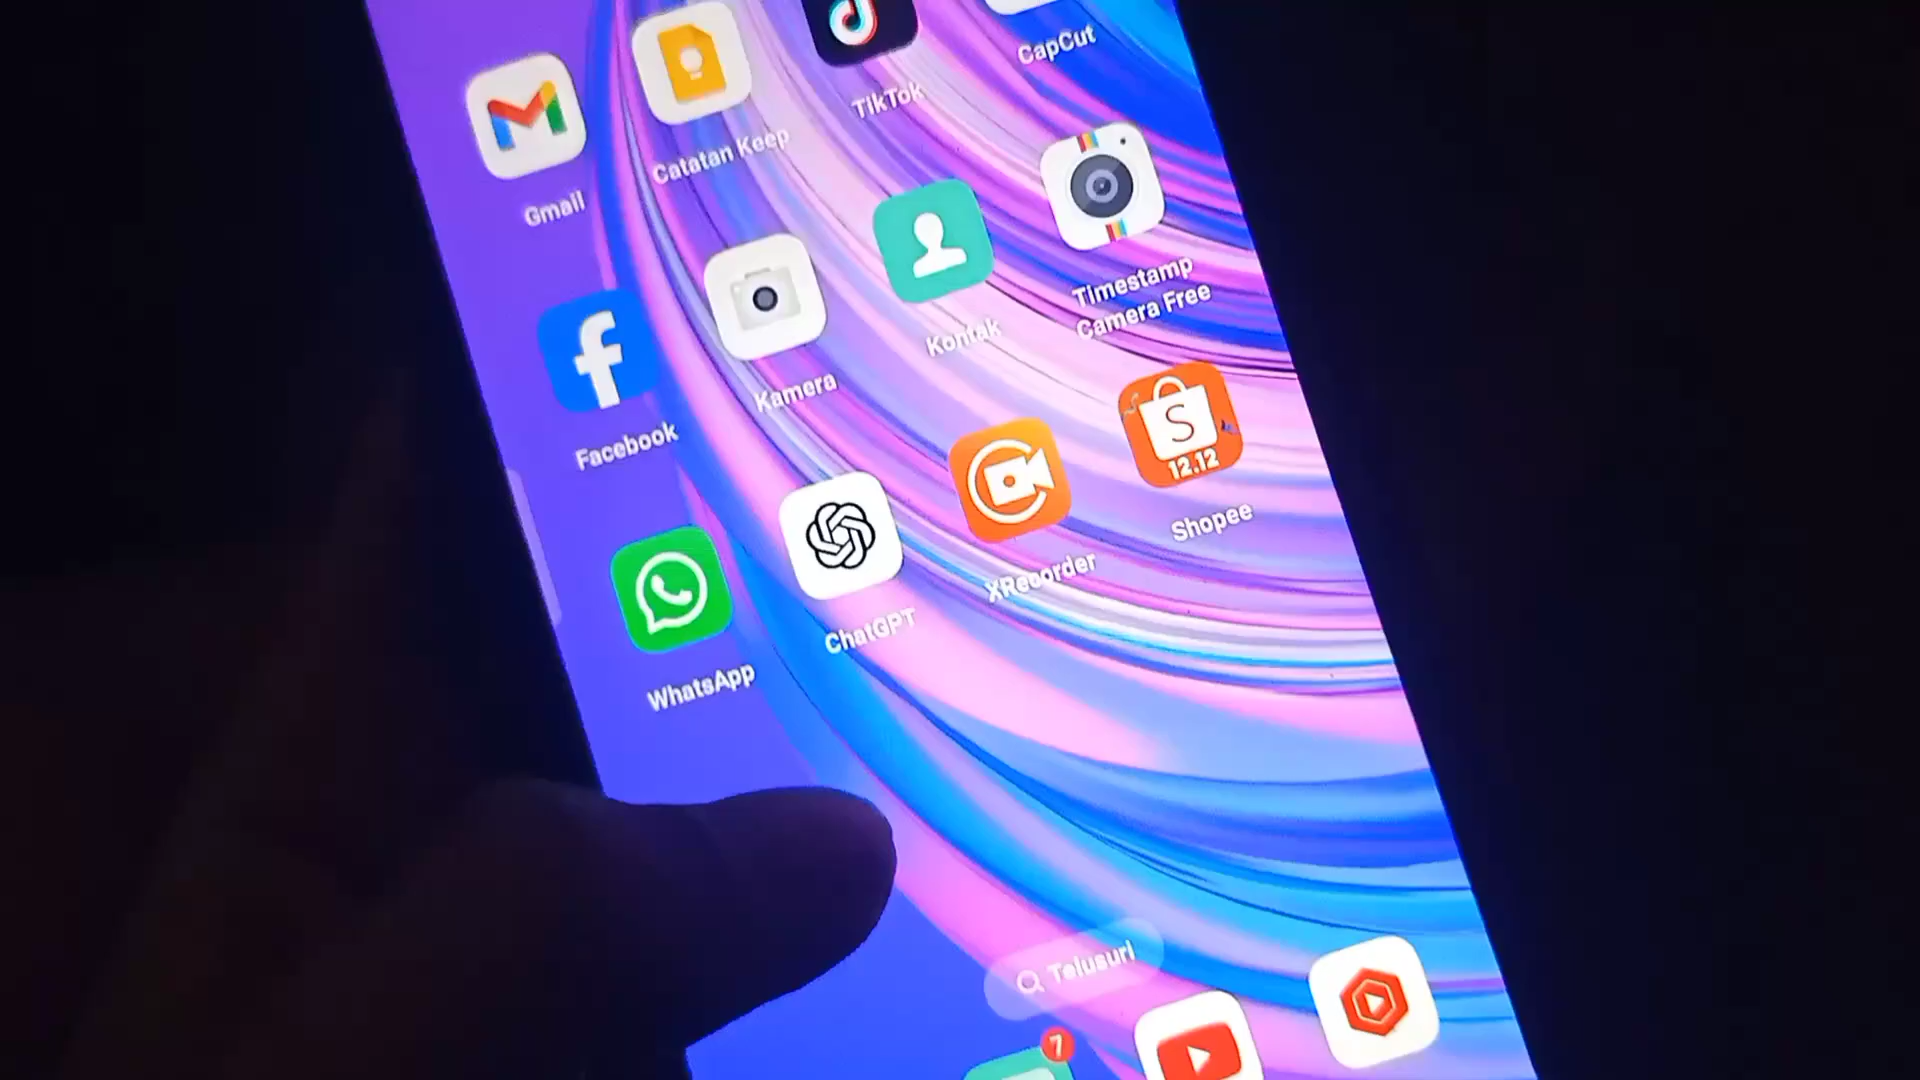 CapCut
TikTok
Catatan Keep
Gmail
Timestamp
Camera Free
Kontak
Kamera
f
Facebook
S
12.12
Shopee
XRecorder
ChatGPT
WhatsApp
Telusuri
7